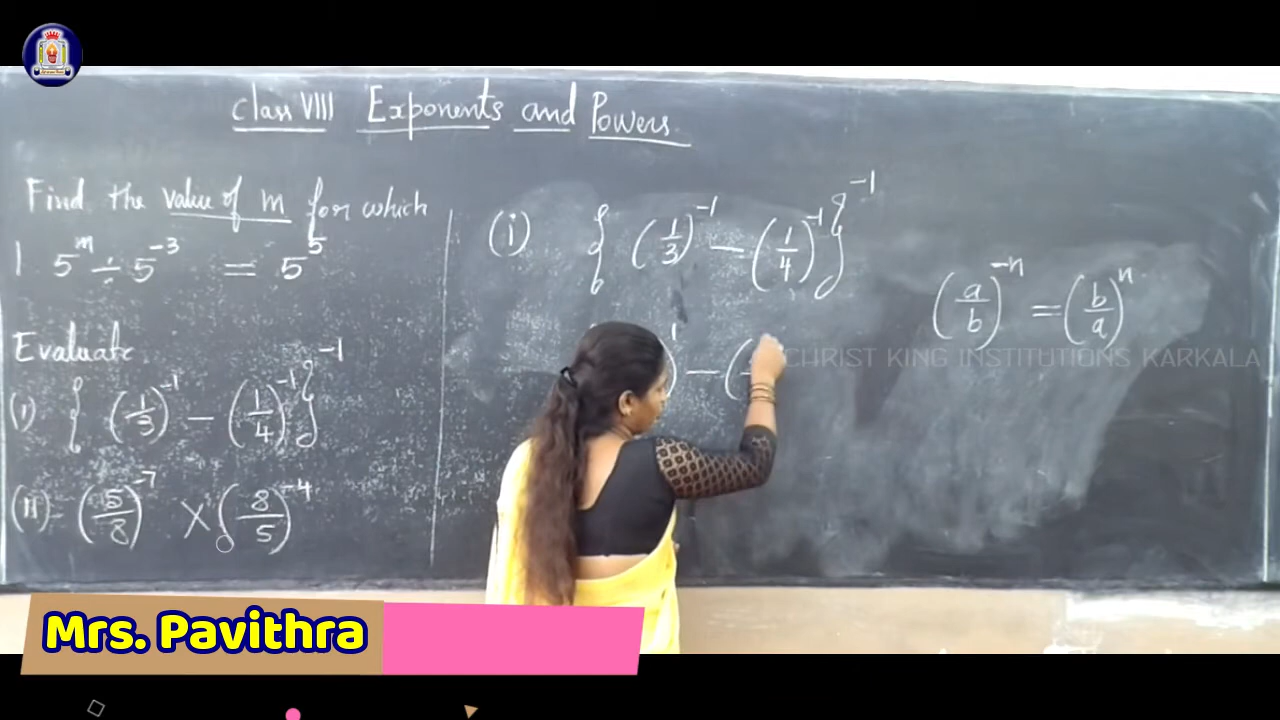 Class VIII Exponents and Powers
Find the value of m for which
1 5^m ÷ 5^-3 = 5^5
Evaluate
(i) { (1/3)^-1 − (1/4)^-1 }^-1
(ii) (5/8)^-7 × (8/5)^-4
(i) { (1/3)^-1 − (1/4)^-1 }^-1
)^1 − (
(a/b)^-n = (b/a)^n
CHRIST KING INSTITUTIONS KARKALA
Mrs. Pavithra